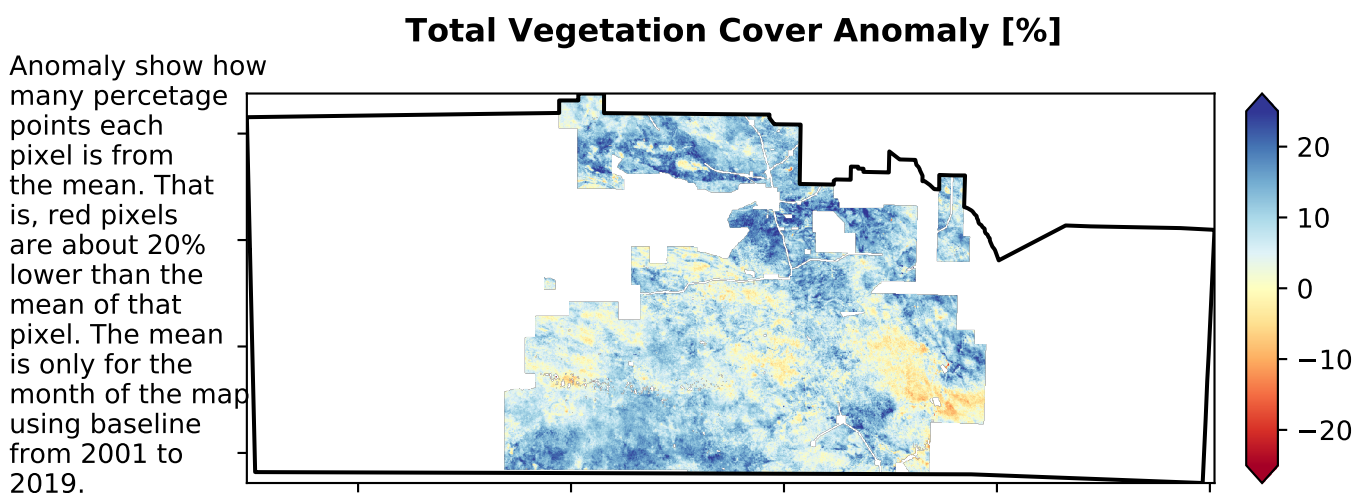 Total Vegetation Cover Anomaly [%]
Anomaly show how
many percetage
points each
pixel is from
the mean. That
is, red pixels
are about 20%
lower than the
mean of that
pixel. The mean
is only for the
month of the map
using baseline
from 2001 to
2019.
20
10
0
−10
−20